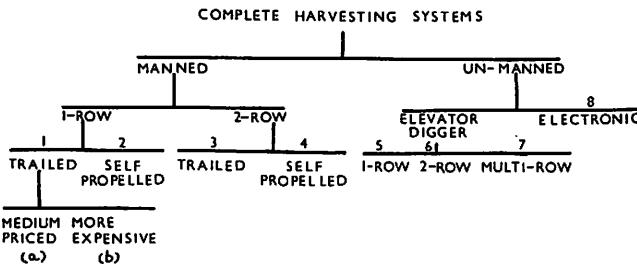 COMPLETE HARVESTING SYSTEMS
MANNED UN-MANNED
8
1-ROW 2-ROW ELEVATOR DIGGER ELECTRONIC
1 2 3 4 5 6 7
TRAILED SELF PROPELLED TRAILED SELF PROPELLED 1-ROW 2-ROW MULTI-ROW
MEDIUM PRICED MORE EXPENSIVE
(a) (b)